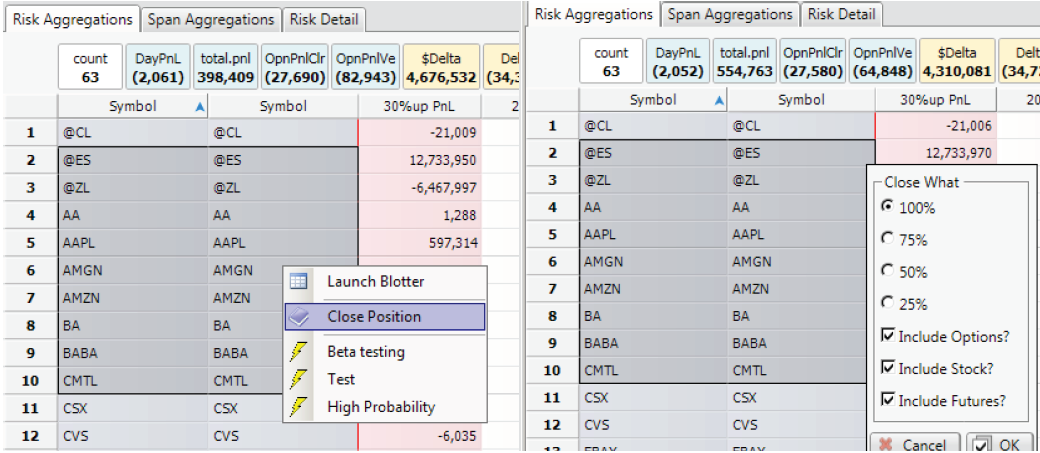 Risk Aggregations Span Aggregations Risk Detail
count DayPnL total.pnl OpnPnlClr OpnPnlVe $Delta Del
63 (2,061) 398,409 (27,690) (82,943) 4,676,532 (34,3
Symbol Symbol 30%up PnL 2
1 @CL @CL -21,009
2 @ES @ES 12,733,950
3 @ZL @ZL -6,467,997
4 AA AA 1,288
5 AAPL AAPL 597,314
6 AMGN AMGN
7 AMZN AMZN
8 BA BA
9 BABA BABA
10 CMTL CMTL
11 CSX CSX
12 CVS CVS -6,035
Launch Blotter
Close Position
Beta testing
Test
High Probability
Risk Aggregations Span Aggregations Risk Detail
count DayPnL total.pnl OpnPnlClr OpnPnlVe $Delta Delt
63 (2,052) 554,763 (27,580) (64,848) 4,310,081 (34,7
Symbol Symbol 30%up PnL 20
1 @CL @CL -21,006
2 @ES @ES 12,733,970
3 @ZL @ZL
4 AA AA
5 AAPL AAPL
6 AMGN AMGN
7 AMZN AMZN
8 BA BA
9 BABA BABA
10 CMTL CMTL
11 CSX CSX
12 CVS CVS
13 EBAY EBAY
Close What
100%
75%
50%
25%
Include Options?
Include Stock?
Include Futures?
Cancel OK